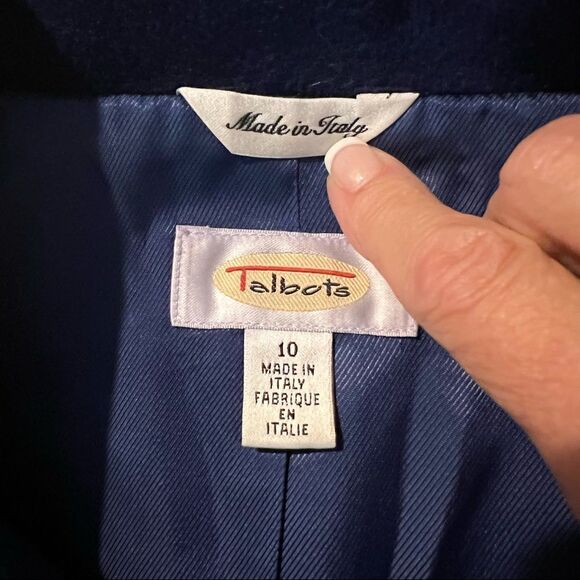 Made in Italy
Talbots
10
MADE IN
ITALY
FABRIQUE
EN
ITALIE